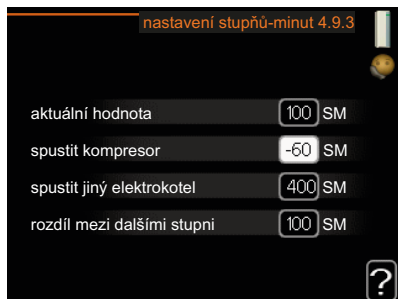 nastavení stupňů-minut 4.9.3
aktuální hodnota 100 SM
spustit kompresor -60 SM
spustit jiný elektrokotel 400 SM
rozdíl mezi dalšími stupni 100 SM
?